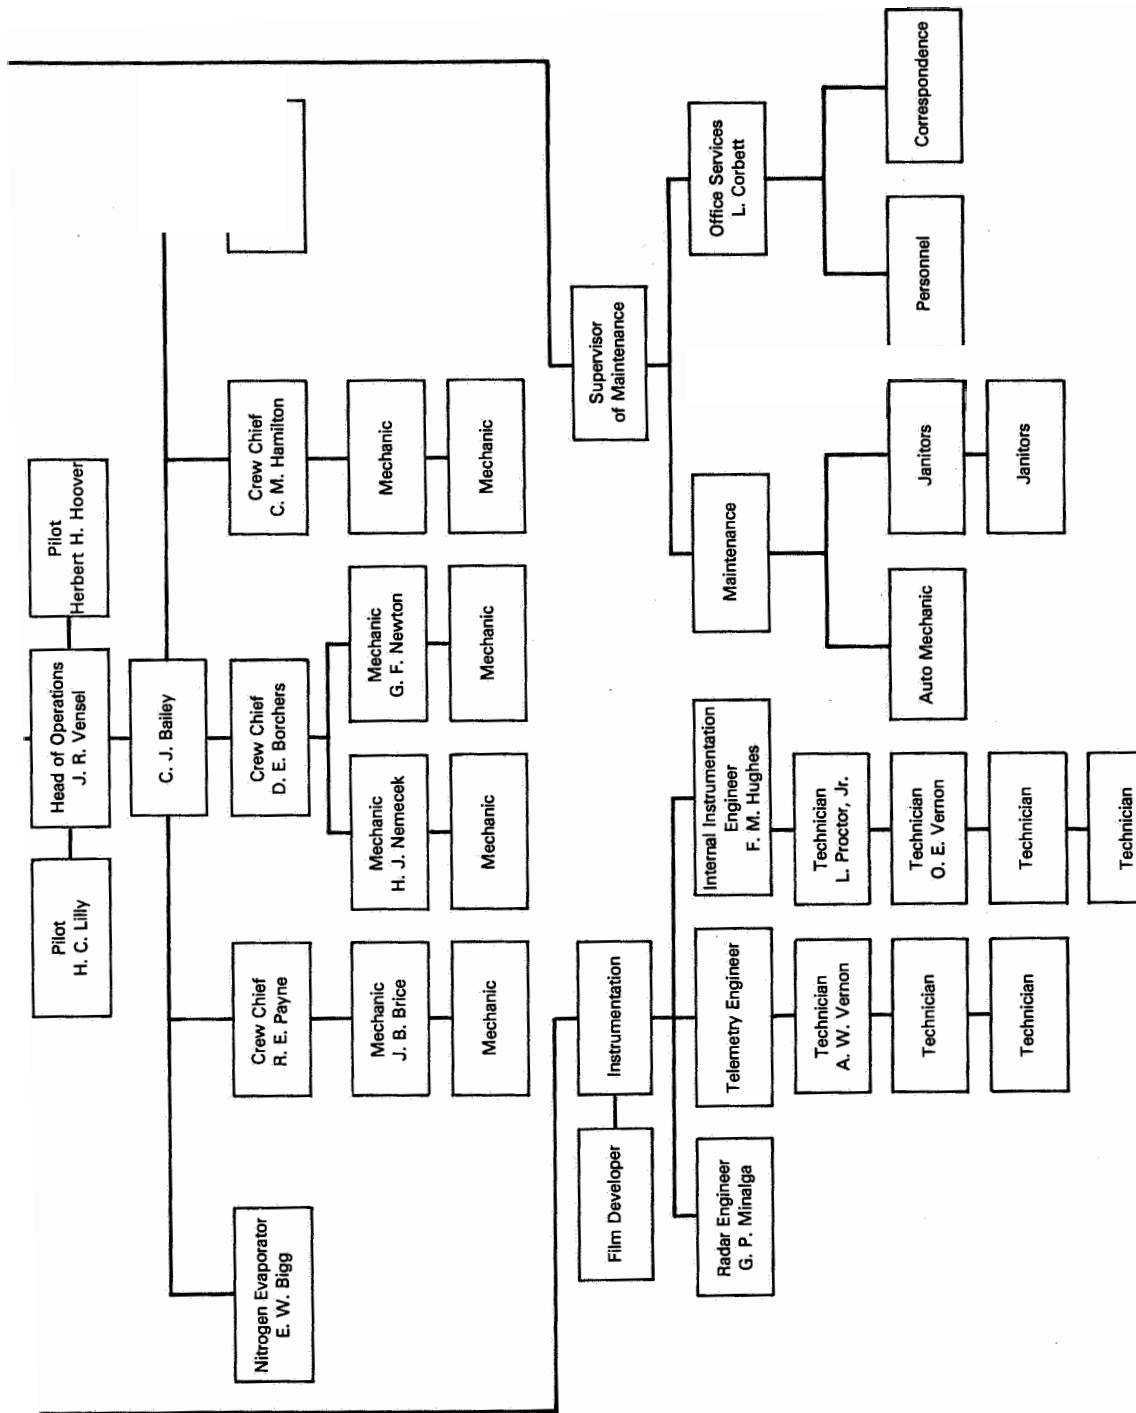 Pilot
H. C. Lilly
Head of Operations
J. R. Vensel
Pilot
Herbert H. Hoover
C. J. Bailey
Nitrogen Evaporator
E. W. Bigg
Crew Chief
R. E. Payne
Mechanic
J. B. Brice
Mechanic
Crew Chief
D. E. Borchers
Mechanic
H. J. Nemecek
Mechanic
Mechanic
G. F. Newton
Mechanic
Crew Chief
C. M. Hamilton
Mechanic
Mechanic
Film Developer
Instrumentation
Radar Engineer
G. P. Minalga
Telemetry Engineer
Technician
A. W. Vernon
Technician
Technician
Internal Instrumentation
Engineer
F. M. Hughes
Technician
L. Proctor, Jr.
Technician
O. E. Vernon
Technician
Technician
Supervisor
of Maintenance
Maintenance
Auto Mechanic
Janitors
Janitors
Office Services
L. Corbett
Personnel
Correspondence